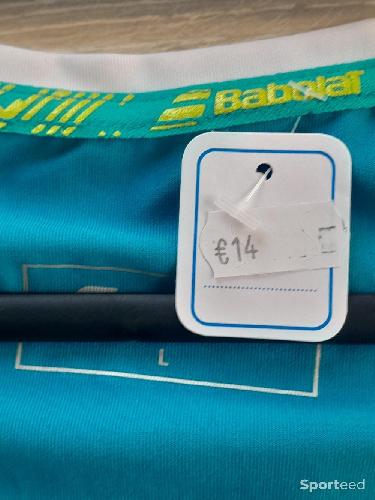 Babolat
€14
L
Sporteed